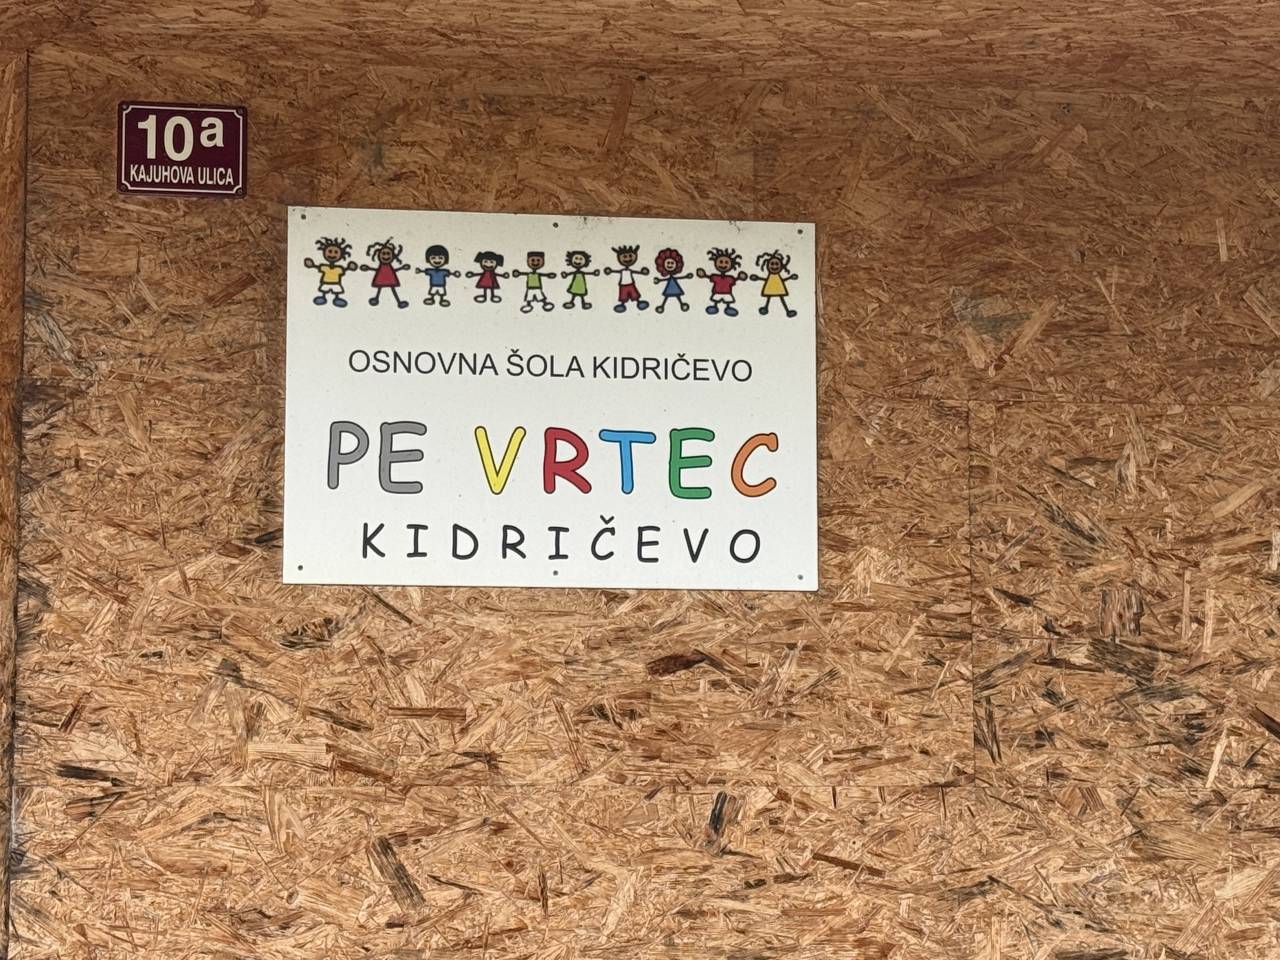 10a
KAJUHOVA ULICA
OSNOVNA ŠOLA KIDRIČEVO
PE VRTEC
KIDRIČEVO